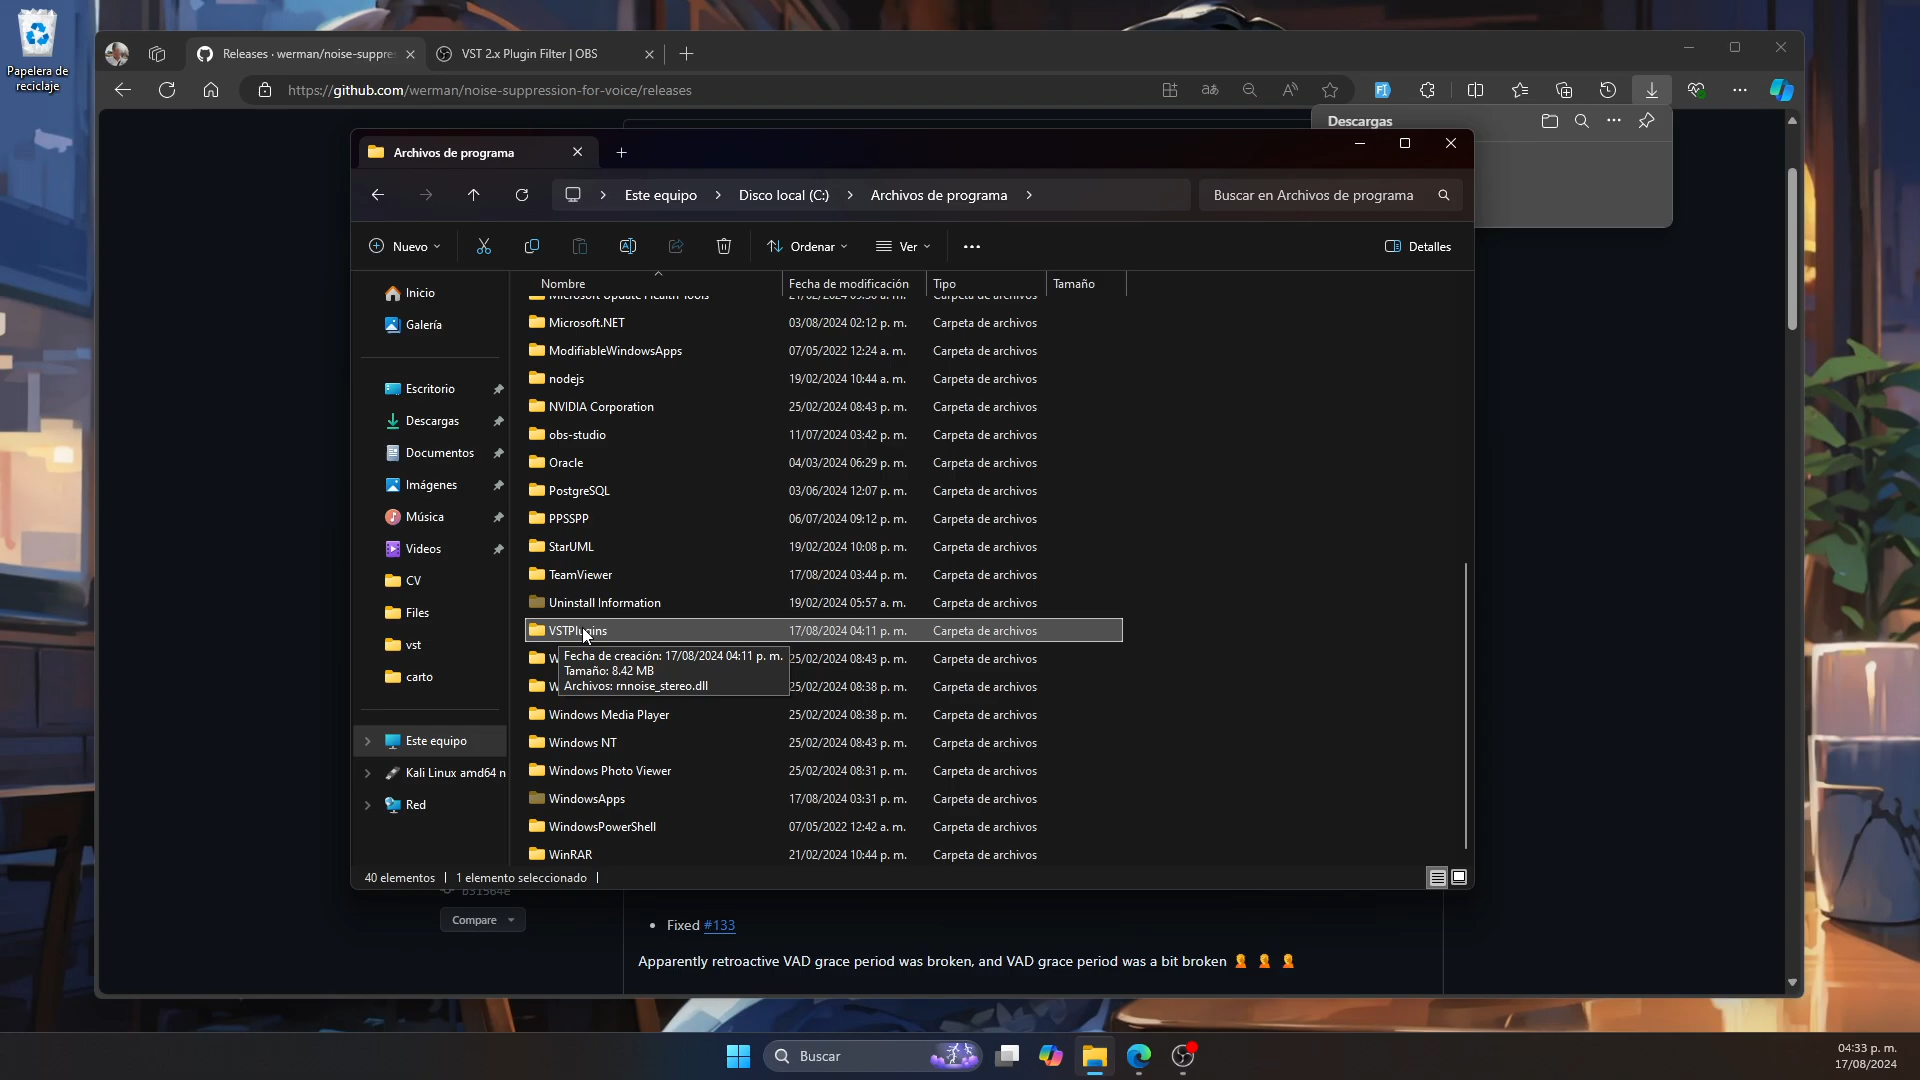 Papelera de
reciclaje
Releases · werman/noise-suppre
VST 2.x Plugin Filter | OBS
https://github.com/werman/noise-suppression-for-voice/releases
Descargas
Archivos de programa
Este equipo
Disco local (C:)
Archivos de programa
Buscar en Archivos de programa
Nuevo
Ordenar
Ver
Detalles
Nombre
Fecha de modificación
Tipo
Tamaño
Inicio
Galería
Escritorio
Descargas
Documentos
Imágenes
Música
Videos
CV
Files
vst
carto
Este equipo
Kali Linux amd64 n
Red
Microsoft Update Health Tools
Microsoft.NET 03/08/2024 02:12 p. m. Carpeta de archivos
ModifiableWindowsApps 07/05/2022 12:24 a. m. Carpeta de archivos
nodejs 19/02/2024 10:44 a. m. Carpeta de archivos
NVIDIA Corporation 25/02/2024 08:43 p. m. Carpeta de archivos
obs-studio 11/07/2024 03:42 p. m. Carpeta de archivos
Oracle 04/03/2024 06:29 p. m. Carpeta de archivos
PostgreSQL 03/06/2024 12:07 p. m. Carpeta de archivos
PPSSPP 06/07/2024 09:12 p. m. Carpeta de archivos
StarUML 19/02/2024 10:08 p. m. Carpeta de archivos
TeamViewer 17/08/2024 03:44 p. m. Carpeta de archivos
Uninstall Information 19/02/2024 05:57 a. m. Carpeta de archivos
VSTPlugins 17/08/2024 04:11 p. m. Carpeta de archivos
Fecha de creación: 17/08/2024 04:11 p. m.
Tamaño: 8.42 MB
Archivos: rnnoise_stereo.dll
W 25/02/2024 08:43 p. m. Carpeta de archivos
W 25/02/2024 08:38 p. m. Carpeta de archivos
Windows Media Player 25/02/2024 08:38 p. m. Carpeta de archivos
Windows NT 25/02/2024 08:43 p. m. Carpeta de archivos
Windows Photo Viewer 25/02/2024 08:31 p. m. Carpeta de archivos
WindowsApps 17/08/2024 03:31 p. m. Carpeta de archivos
WindowsPowerShell 07/05/2022 12:42 a. m. Carpeta de archivos
WinRAR 21/02/2024 10:44 p. m. Carpeta de archivos
40 elementos
1 elemento seleccionado
b31564e
Compare
Fixed #133
Apparently retroactive VAD grace period was broken, and VAD grace period was a bit broken
Buscar
04:33 p. m.
17/08/2024